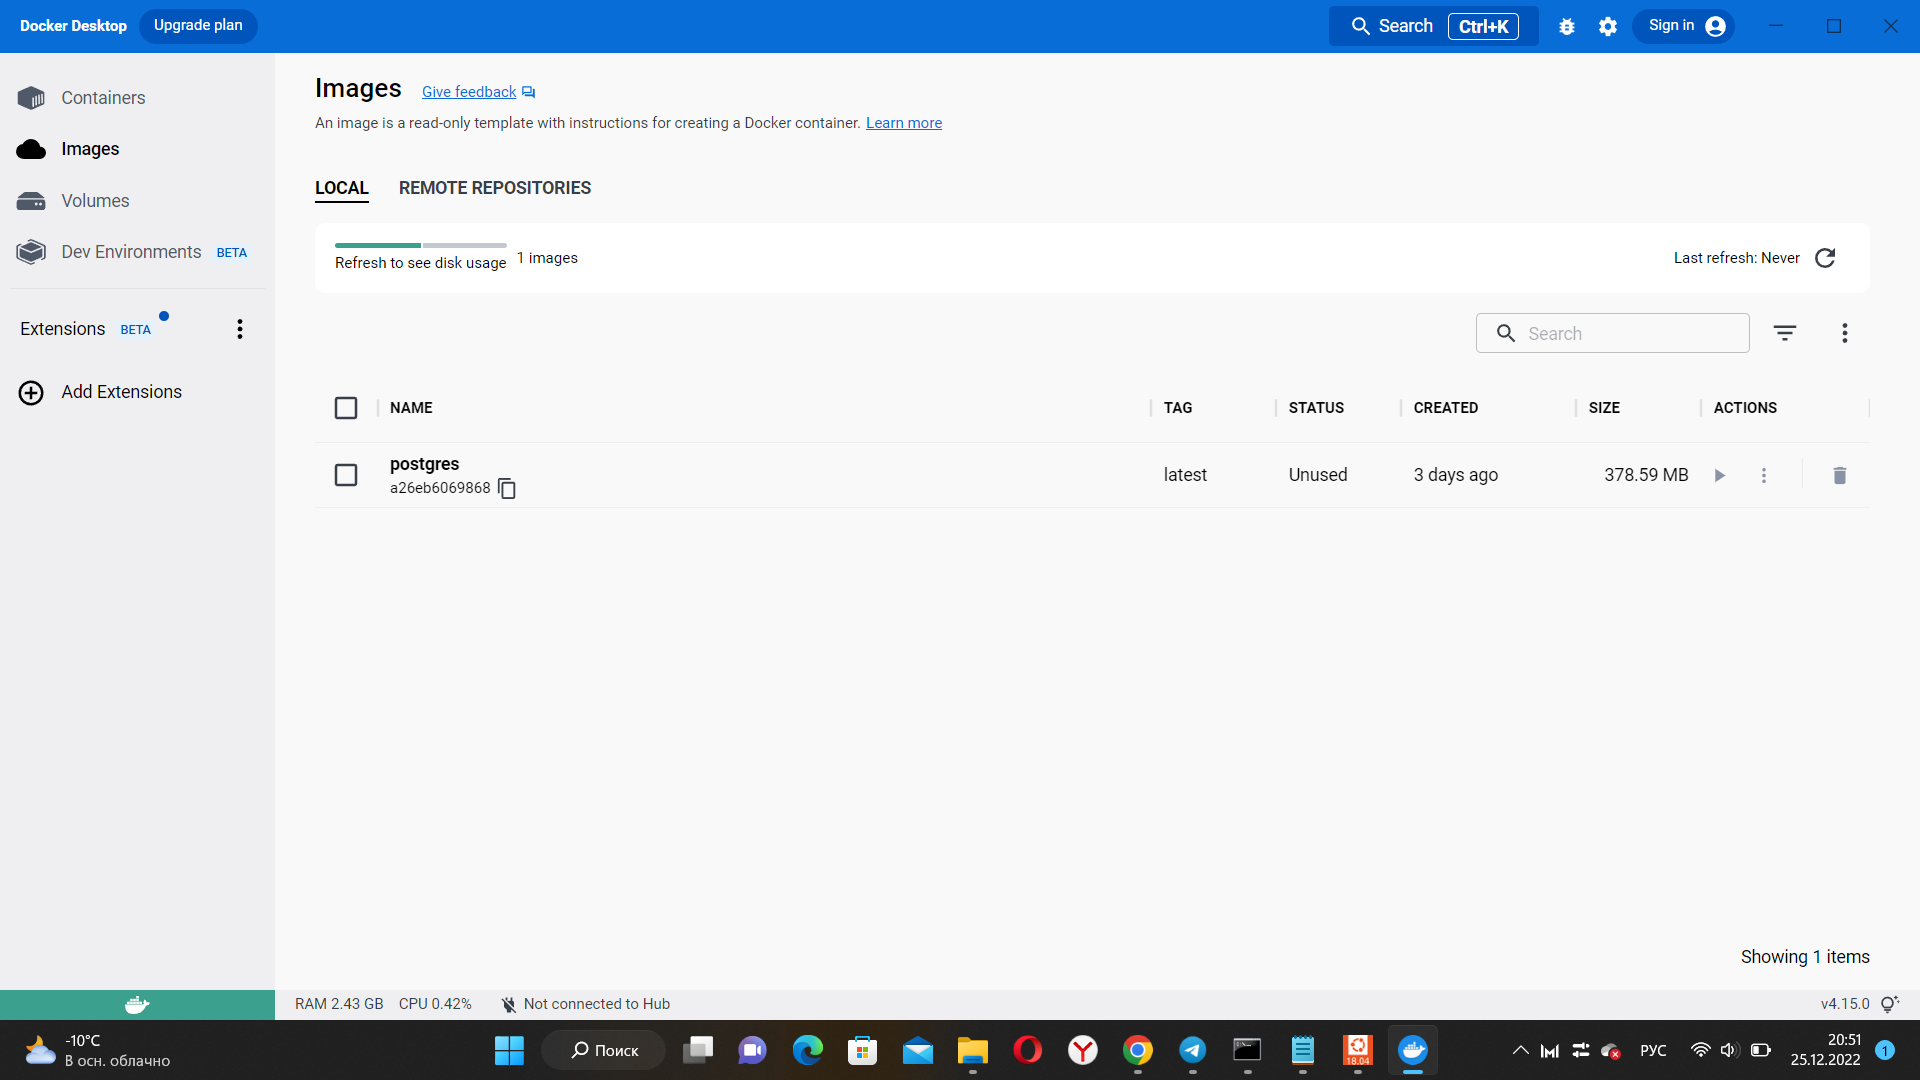 Docker Desktop
Upgrade plan
Search Ctrl+K
Sign in
Containers
Images
Volumes
Dev Environments BETA
Extensions BETA
Add Extensions
Images Give feedback
An image is a read-only template with instructions for creating a Docker container. Learn more
LOCAL REMOTE REPOSITORIES
Refresh to see disk usage 1 images
Last refresh: Never
Search
NAME TAG STATUS CREATED SIZE ACTIONS
postgres
a26eb6069868
latest Unused 3 days ago 378.59 MB
Showing 1 items
RAM 2.43 GB CPU 0.42% Not connected to Hub
v4.15.0
-10°C
В осн. облачно
Поиск
18.04
РУС
20:51
25.12.2022
1